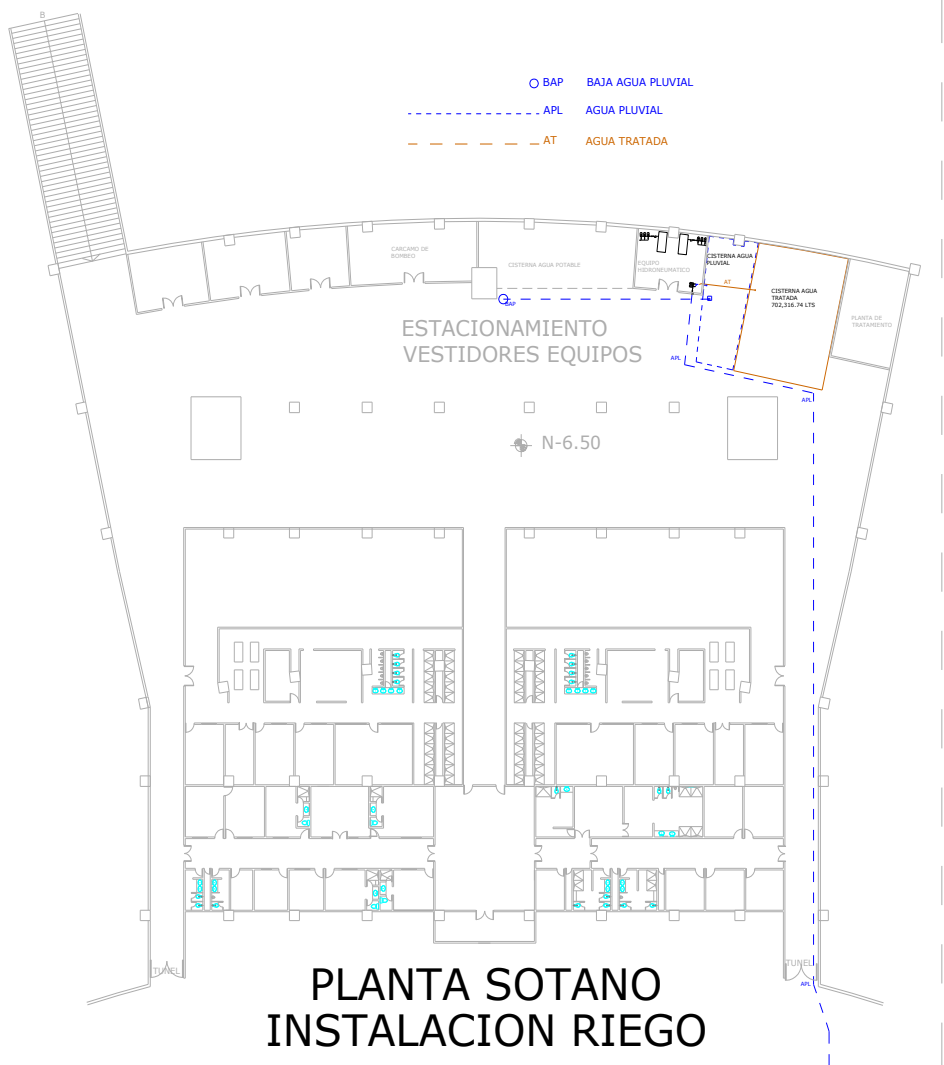 B
BAP BAJA AGUA PLUVIAL
APL AGUA PLUVIAL
AT AGUA TRATADA
CARCAMO DE
BOMBEO
CISTERNA AGUA POTABLE
EQUIPO
HIDRONEUMATICO
CISTERNA AGUA
PLUVIAL
AT
CISTERNA AGUA
TRATADA
702,316.74 LTS
PLANTA DE
TRATAMIENTO
BAP
ESTACIONAMIENTO
VESTIDORES EQUIPOS
APL
APL
N-6.50
TUNEL
TUNEL
APL
PLANTA SOTANO
INSTALACION RIEGO